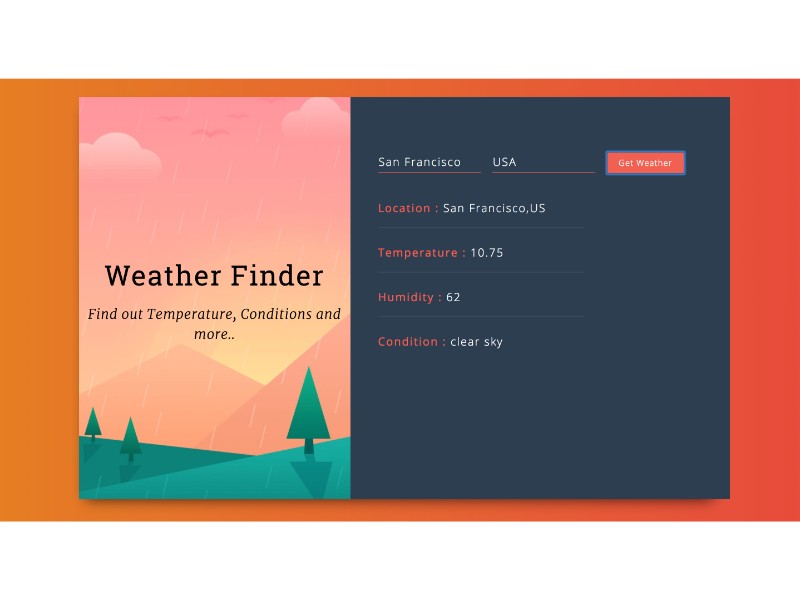 Weather Finder
Find out Temperature, Conditions and
more..
San Francisco
USA
Get Weather
Location : San Francisco,US
Temperature : 10.75
Humidity : 62
Condition : clear sky